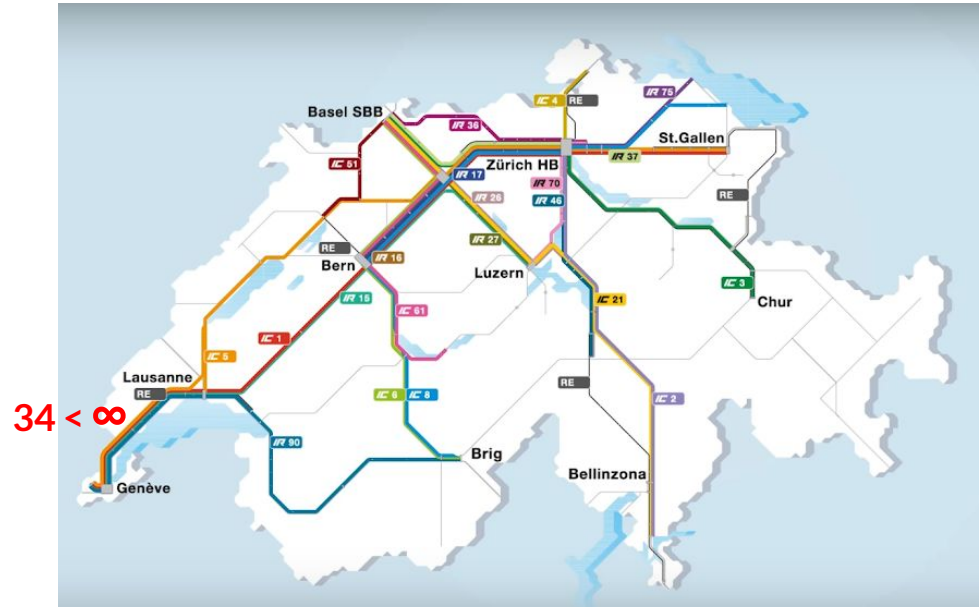 IC 4 RE
IR 75
Basel SBB
IR 36
St.Gallen
IR 37
IC 51
Zürich HB
IR 17
IR 70
IR 26
IR 46
RE
IR 27
RE
Bern
IR 16
Luzern
IC 3
IR 15
IC 21
Chur
IC 61
IC 1
IC 5
Lausanne
RE
RE
IC 6 IC 8
IC 2
34 < ∞
IR 90
Brig
Bellinzona
Genève